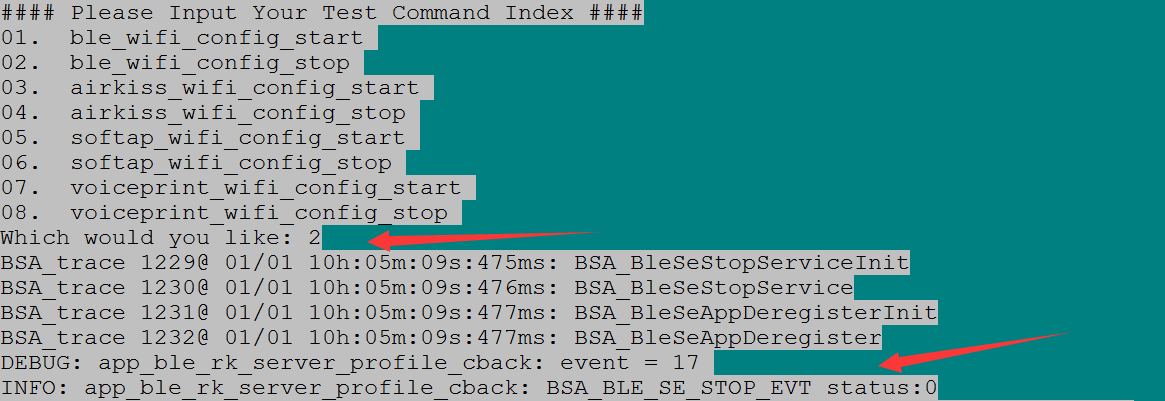 #### Please Input Your Test Command Index ####
01.  ble_wifi_config_start
02.  ble_wifi_config_stop
03.  airkiss_wifi_config_start
04.  airkiss_wifi_config_stop
05.  softap_wifi_config_start
06.  softap_wifi_config_stop
07.  voiceprint_wifi_config_start
08.  voiceprint_wifi_config_stop
Which would you like: 2
BSA_trace 1229@ 01/01 10h:05m:09s:475ms: BSA_BleSeStopServiceInit
BSA_trace 1230@ 01/01 10h:05m:09s:476ms: BSA_BleSeStopService
BSA_trace 1231@ 01/01 10h:05m:09s:477ms: BSA_BleSeAppDeregisterInit
BSA_trace 1232@ 01/01 10h:05m:09s:477ms: BSA_BleSeAppDeregister
DEBUG: app_ble_rk_server_profile_cback: event = 17
INFO: app_ble_rk_server_profile_cback: BSA_BLE_SE_STOP_EVT status:0